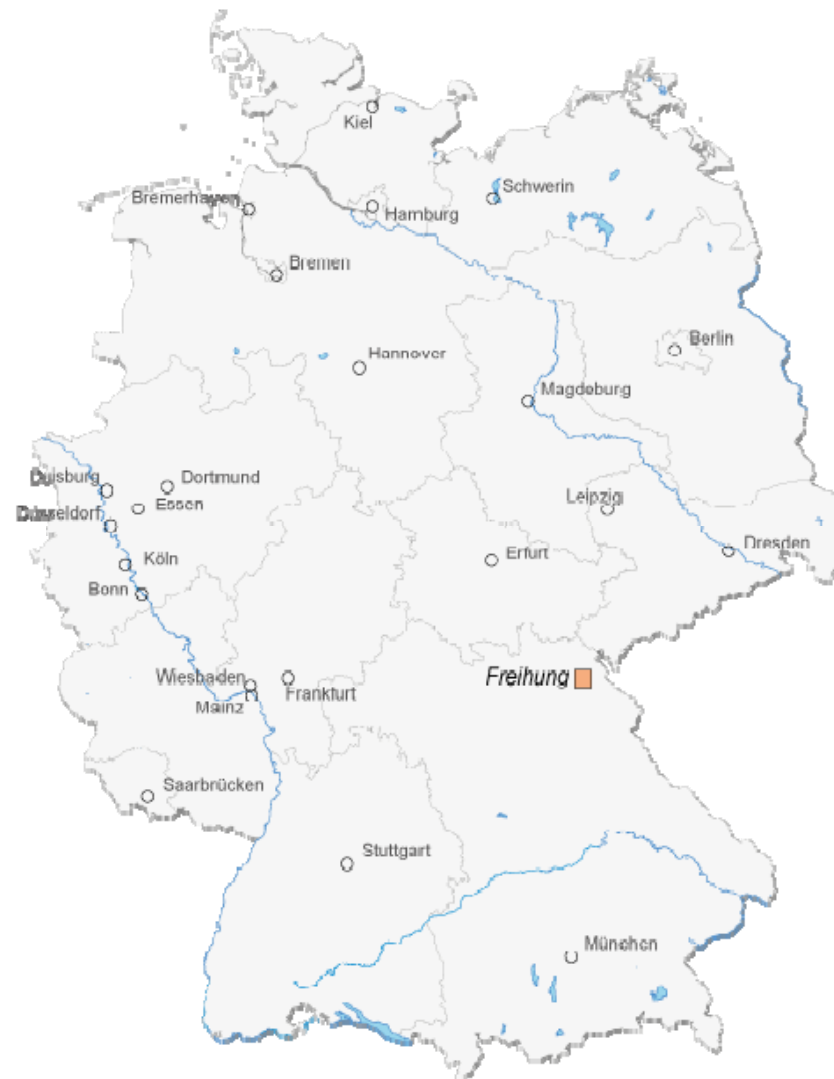 Kiel
Schwerin
Bremerhaven
Hamburg
Bremen
Berlin
Hannover
Magdeburg
Duisburg
Dortmund
Leipzig
Essen
Düsseldorf
Dresden
Erfurt
Köln
Bonn
Freihung
Wiesbaden
Frankfurt
Mainz
Saarbrücken
Stuttgart
München